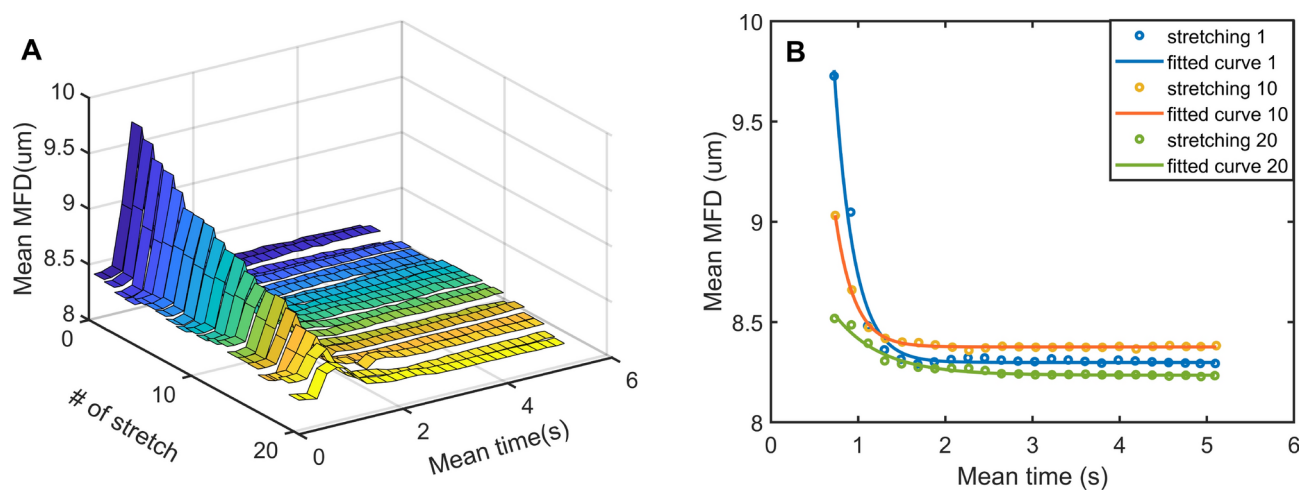 A
Mean MFD(um)
10
9.5
9
8.5
8
0
10
20
# of stretch
0
2
4
6
Mean time(s)
B
Mean MFD (um)
10
9.5
9
8.5
8
0
1
2
3
4
5
6
Mean time (s)
stretching 1
fitted curve 1
stretching 10
fitted curve 10
stretching 20
fitted curve 20